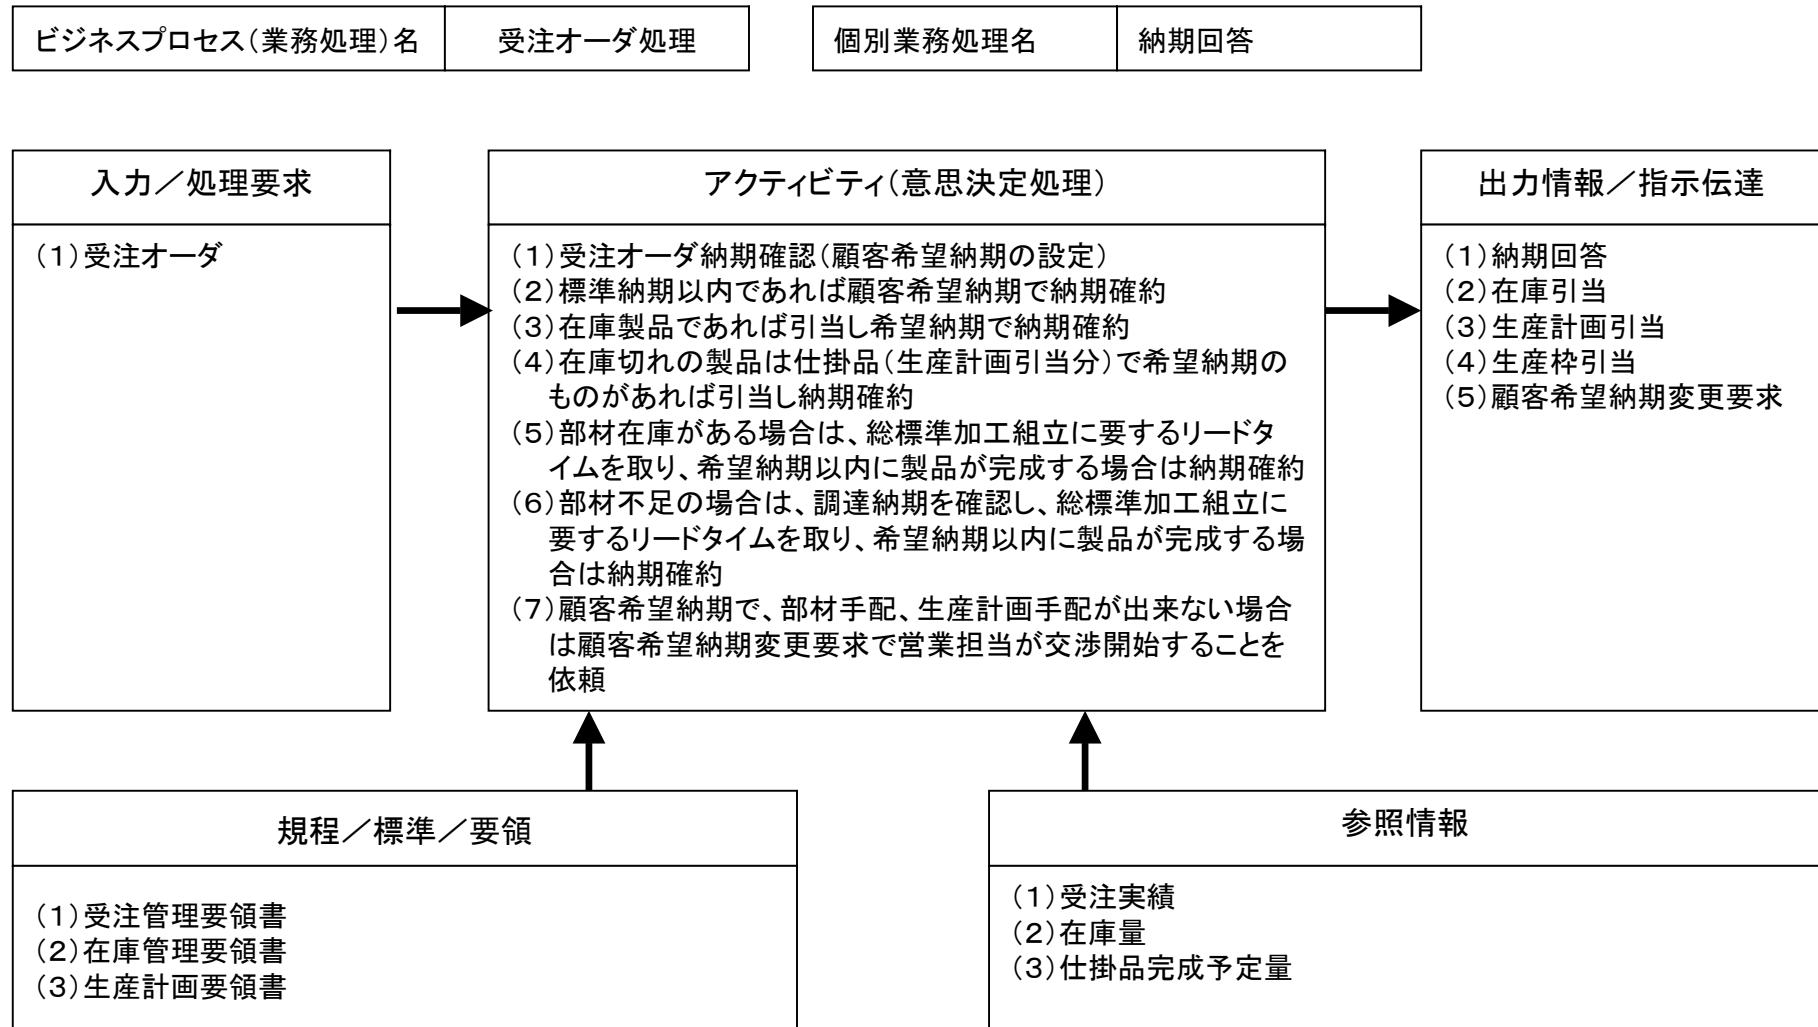 ビジネスプロセス(業務処理)名 受注オーダ処理 個別業務処理名 納期回答
入力／処理要求
(1)受注オーダ
アクティビティ(意思決定処理)
(1)受注オーダ納期確認(顧客希望納期の設定)
(2)標準納期以内であれば顧客希望納期で納期確約
(3)在庫製品であれば引当し希望納期で納期確約
(4)在庫切れの製品は仕掛品(生産計画引当分)で希望納期の
ものがあれば引当し納期確約
(5)部材在庫がある場合は、総標準加工組立に要するリードタ
イムを取り、希望納期以内に製品が完成する場合は納期確約
(6)部材不足の場合は、調達納期を確認し、総標準加工組立に
要するリードタイムを取り、希望納期以内に製品が完成する場
合は納期確約
(7)顧客希望納期で、部材手配、生産計画手配が出来ない場合
は顧客希望納期変更要求で営業担当が交渉開始することを
依頼
出力情報／指示伝達
(1)納期回答
(2)在庫引当
(3)生産計画引当
(4)生産枠引当
(5)顧客希望納期変更要求
規程／標準／要領
(1)受注管理要領書
(2)在庫管理要領書
(3)生産計画要領書
参照情報
(1)受注実績
(2)在庫量
(3)仕掛品完成予定量